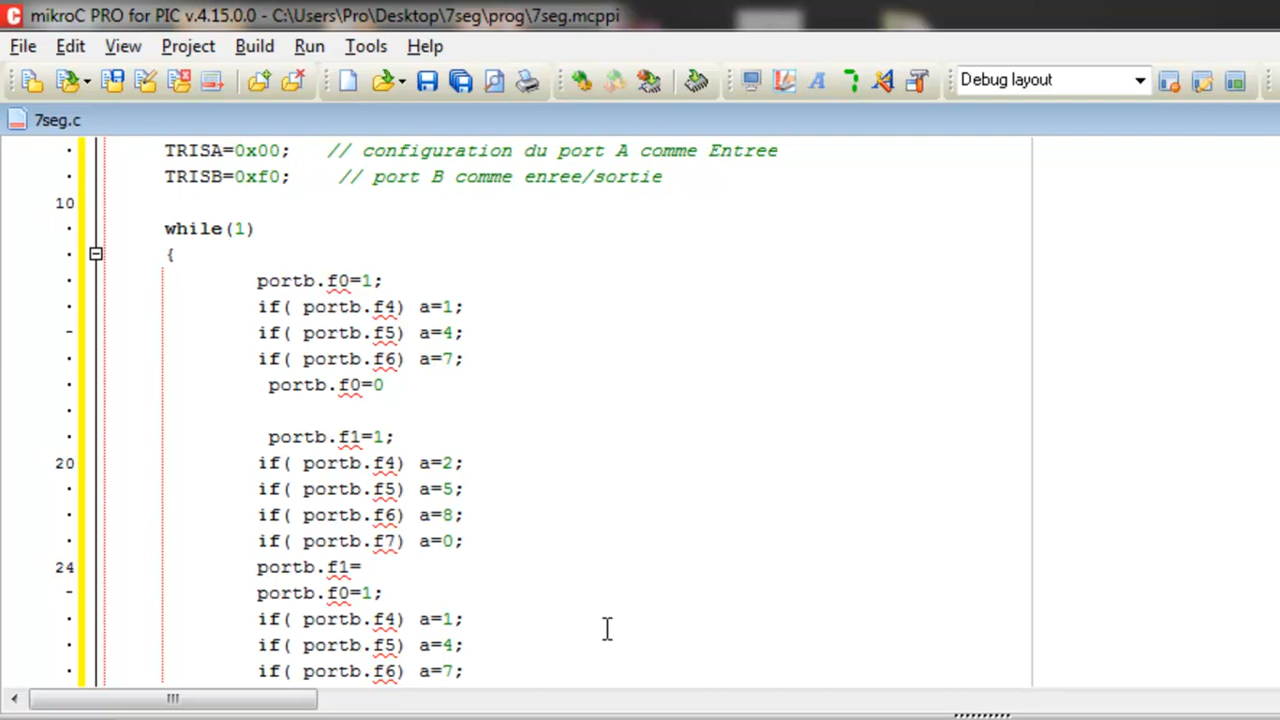 mikroC PRO for PIC v.4.15.0.0 - C:\Users\Pro\Desktop\7seg\prog\7seg.mcppi
File Edit View Project Build Run Tools Help
Debug layout
7seg.c
TRISA=0x00; // configuration du port A comme Entree
TRISB=0xf0; // port B comme enree/sortie
10
while(1)
{
portb.f0=1;
if( portb.f4) a=1;
if( portb.f5) a=4;
if( portb.f6) a=7;
portb.f0=0
portb.f1=1;
20 if( portb.f4) a=2;
if( portb.f5) a=5;
if( portb.f6) a=8;
if( portb.f7) a=0;
24 portb.f1=
portb.f0=1;
if( portb.f4) a=1;
if( portb.f5) a=4;
if( portb.f6) a=7;